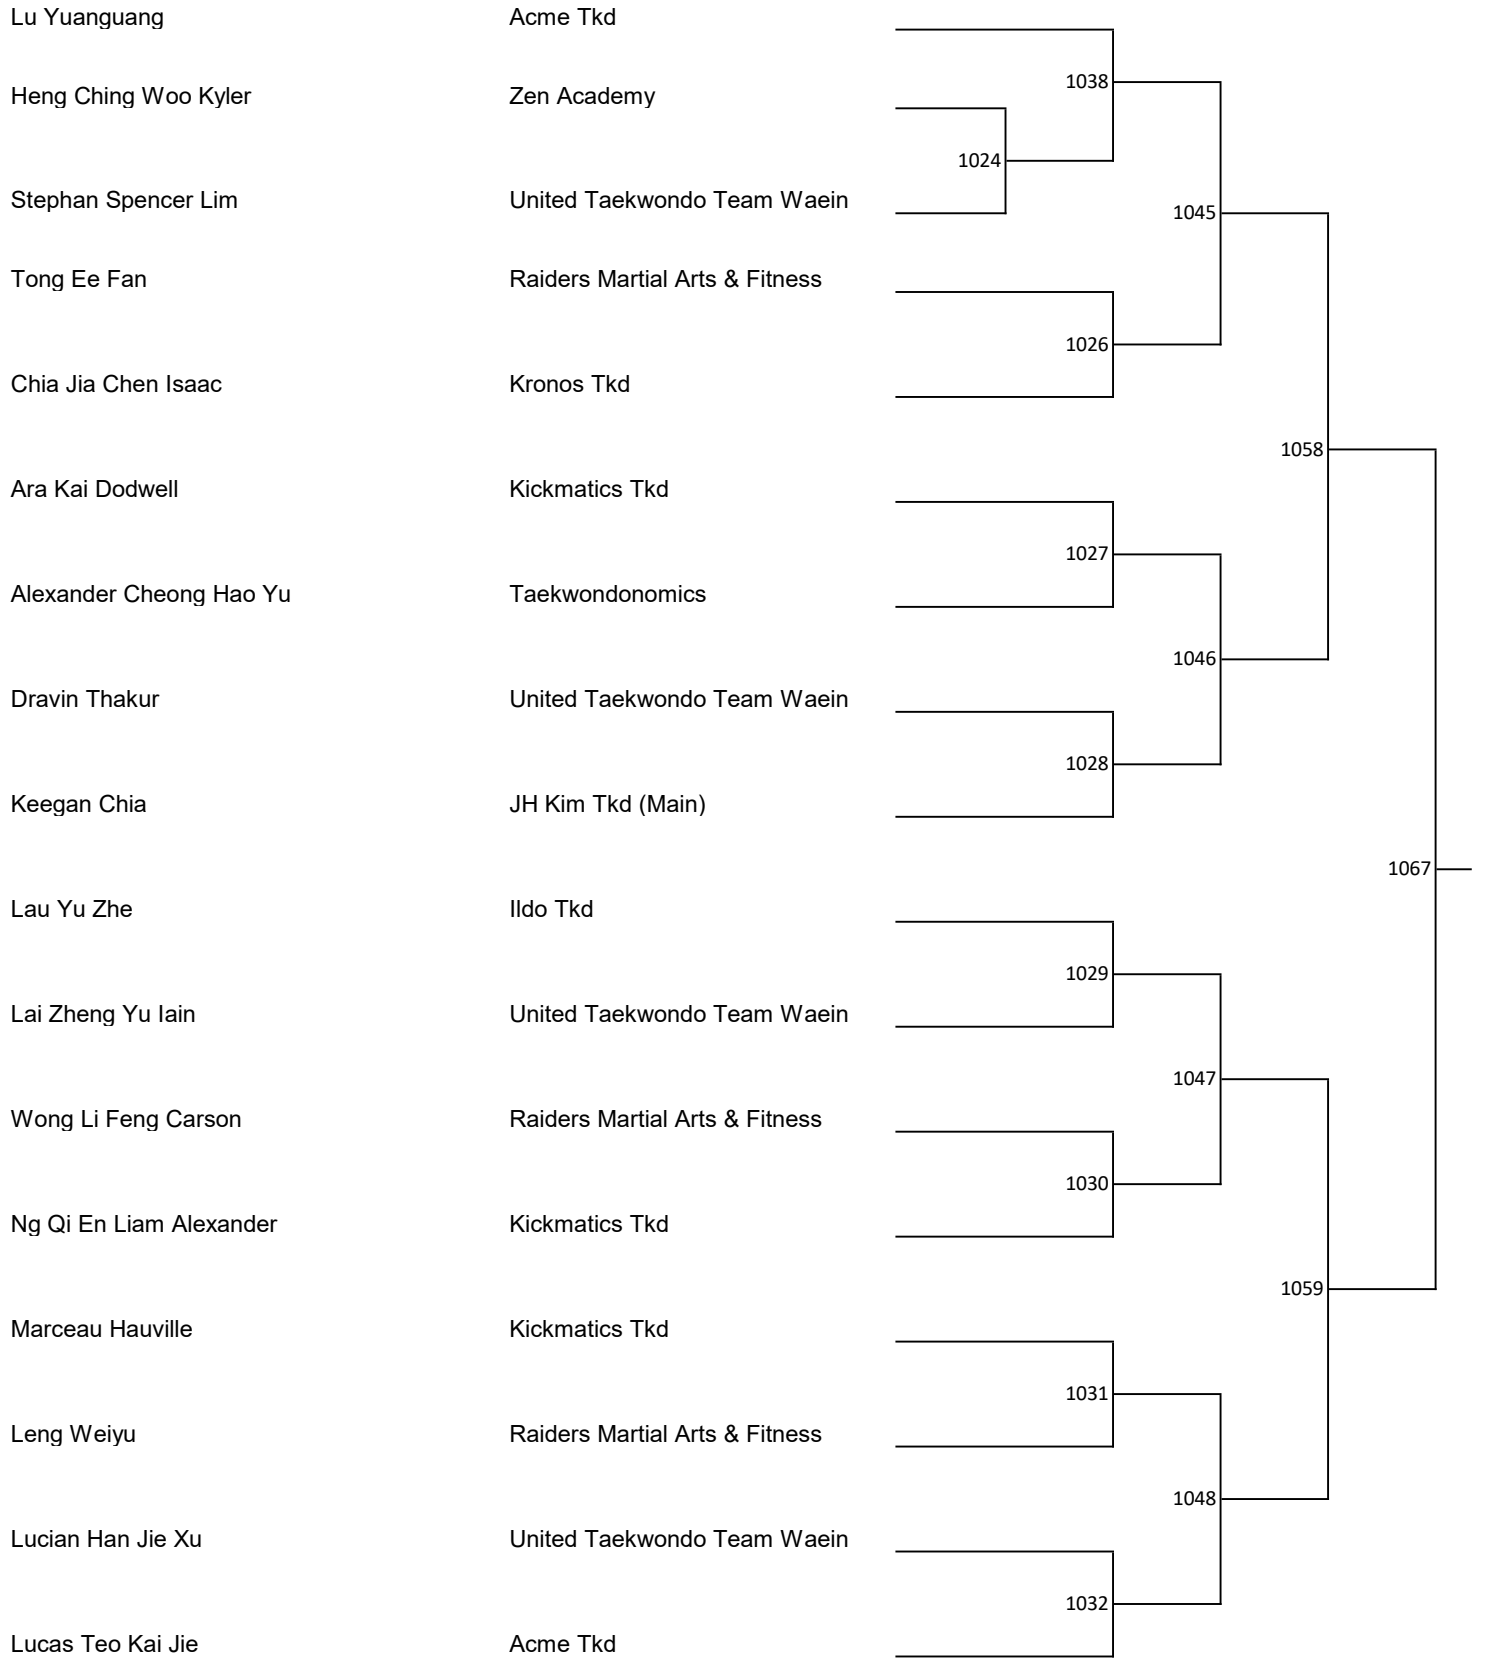 Lu Yuanguang Acme Tkd
1038
Heng Ching Woo Kyler Zen Academy
1024
Stephan Spencer Lim United Taekwondo Team Waein
1045
Tong Ee Fan Raiders Martial Arts & Fitness
1026
Chia Jia Chen Isaac Kronos Tkd
1058
Ara Kai Dodwell Kickmatics Tkd
1027
Alexander Cheong Hao Yu Taekwondonomics
1046
Dravin Thakur United Taekwondo Team Waein
1028
Keegan Chia JH Kim Tkd (Main)
1067
Lau Yu Zhe Ildo Tkd
1029
Lai Zheng Yu Iain United Taekwondo Team Waein
1047
Wong Li Feng Carson Raiders Martial Arts & Fitness
1030
Ng Qi En Liam Alexander Kickmatics Tkd
1059
Marceau Hauville Kickmatics Tkd
1031
Leng Weiyu Raiders Martial Arts & Fitness
1048
Lucian Han Jie Xu United Taekwondo Team Waein
1032
Lucas Teo Kai Jie Acme Tkd